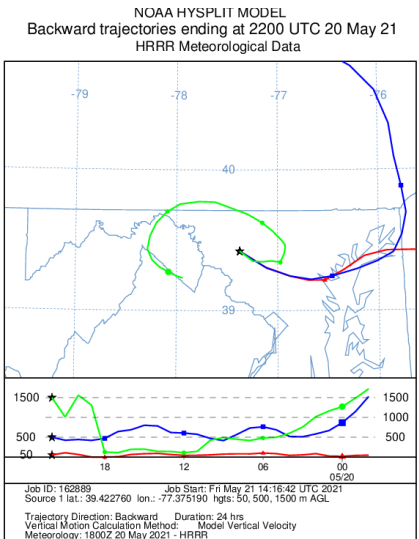 NOAA HYSPLIT MODEL
Backward trajectories ending at 2200 UTC 20 May 21
HRRR Meteorological Data
-79 -78 -77 -76
40
39
1500 1500
500 500
50
18 12 06 00
05/20
Job ID: 162889 Job Start: Fri May 21 14:16:42 UTC 2021
Source 1 lat.: 39.422760 lon.: -77.375190 hgts: 50, 500, 1500 m AGL
Trajectory Direction: Backward Duration: 24 hrs
Vertical Motion Calculation Method: Model Vertical Velocity
Meteorology: 1800Z 20 May 2021 - HRRR